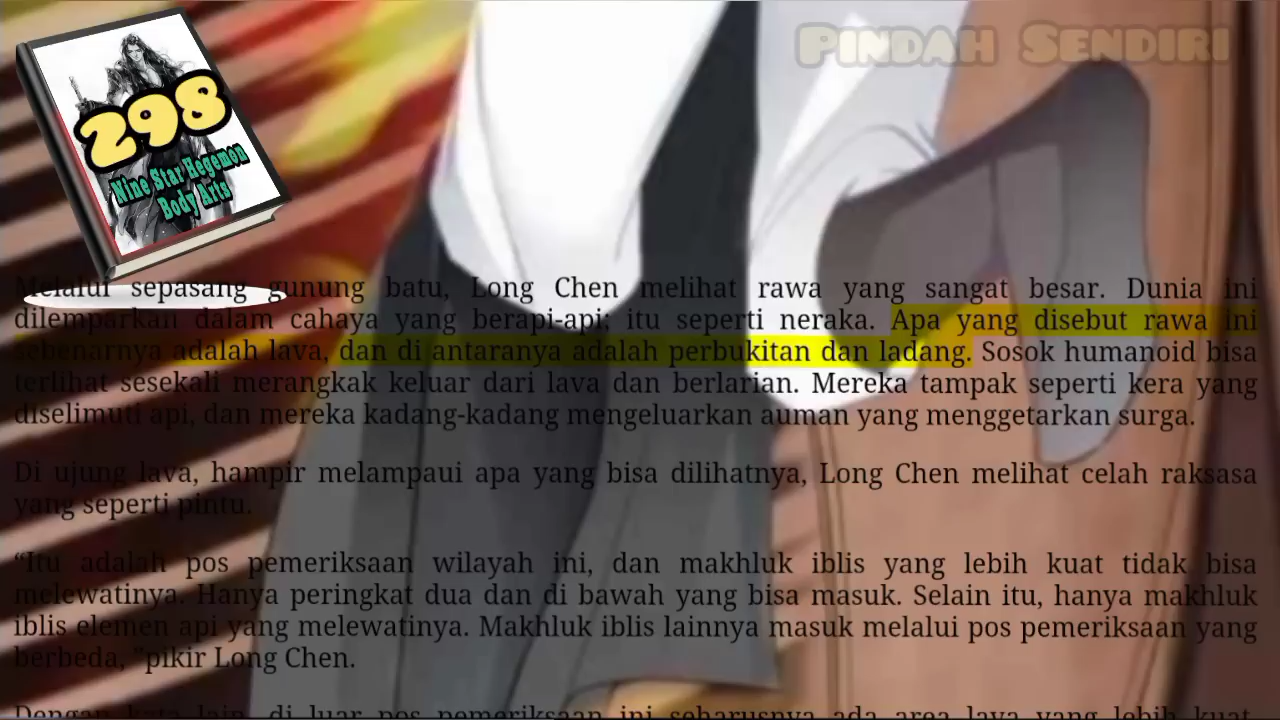 PINDAH SENDIRI
298
Nine Star Hegemon
Body Arts
Melalui sepasang gunung batu, Long Chen melihat rawa yang sangat besar. Dunia ini
dilemparkan dalam cahaya yang berapi-api; itu seperti neraka. Apa yang disebut rawa ini
sebenarnya adalah lava, dan di antaranya adalah perbukitan dan ladang. Sosok humanoid bisa
terlihat sesekali merangkak keluar dari lava dan berlarian. Mereka tampak seperti kera yang
diselimuti api, dan mereka kadang-kadang mengeluarkan auman yang menggetarkan surga.
Di ujung lava, hampir melampaui apa yang bisa dilihatnya, Long Chen melihat celah raksasa
yang seperti pintu.
“Itu adalah pos pemeriksaan wilayah ini, dan makhluk iblis yang lebih kuat tidak bisa
melewatinya. Hanya peringkat dua dan di bawah yang bisa masuk. Selain itu, hanya makhluk
iblis elemen api yang melewatinya. Makhluk iblis lainnya masuk melalui pos pemeriksaan yang
berbeda, ”pikir Long Chen.
Dengan kata lain, di luar pos pemeriksaan ini seharusnya ada area lava yang lebih kuat.